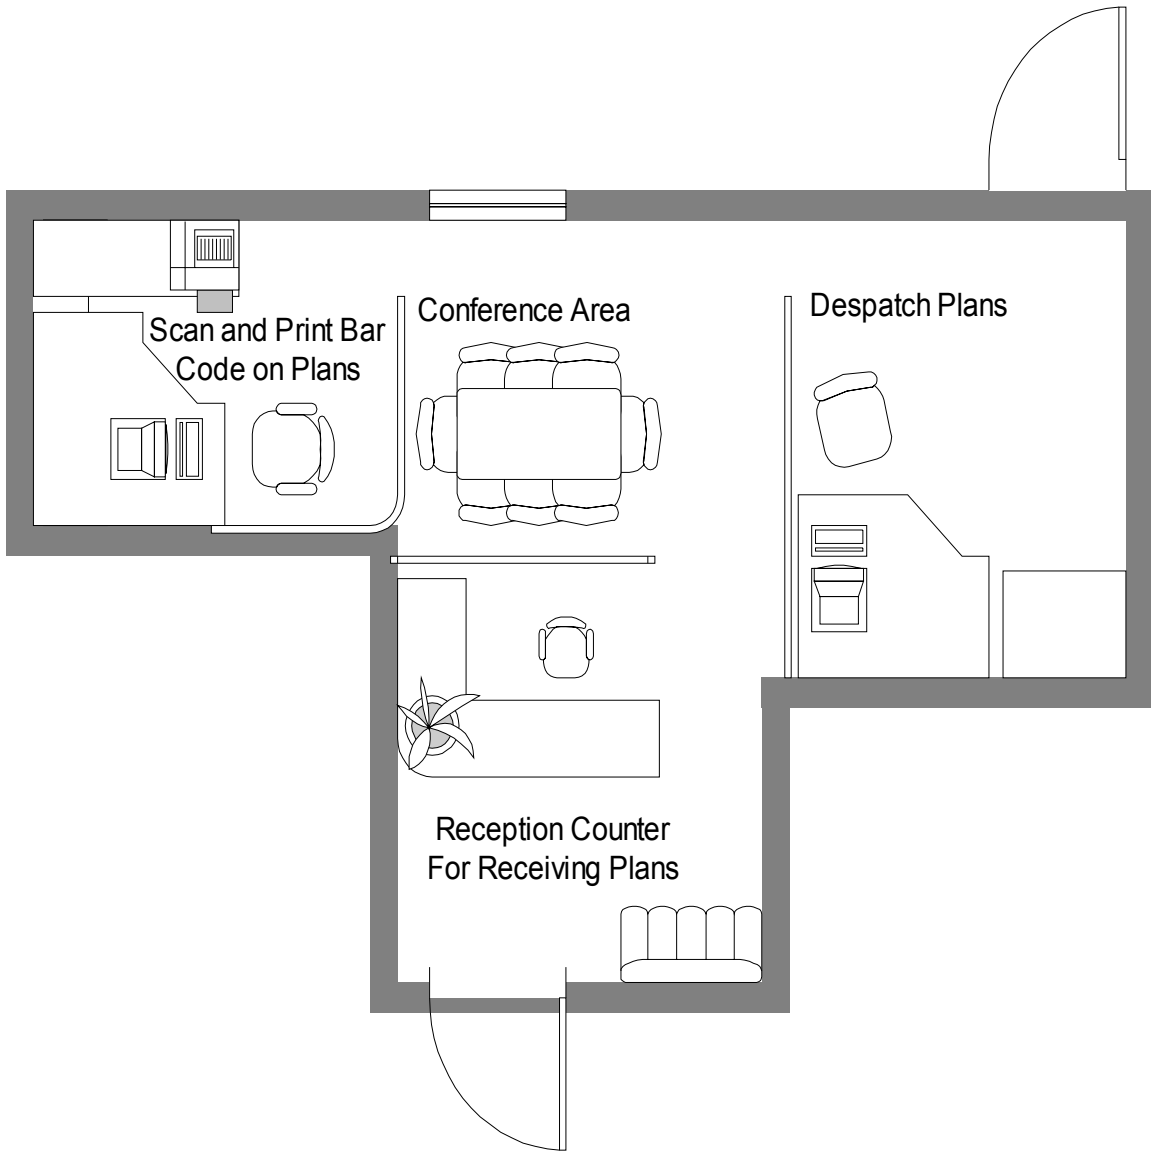 Scan and Print Bar
Code on Plans
Conference Area
Despatch Plans
Reception Counter
For Receiving Plans